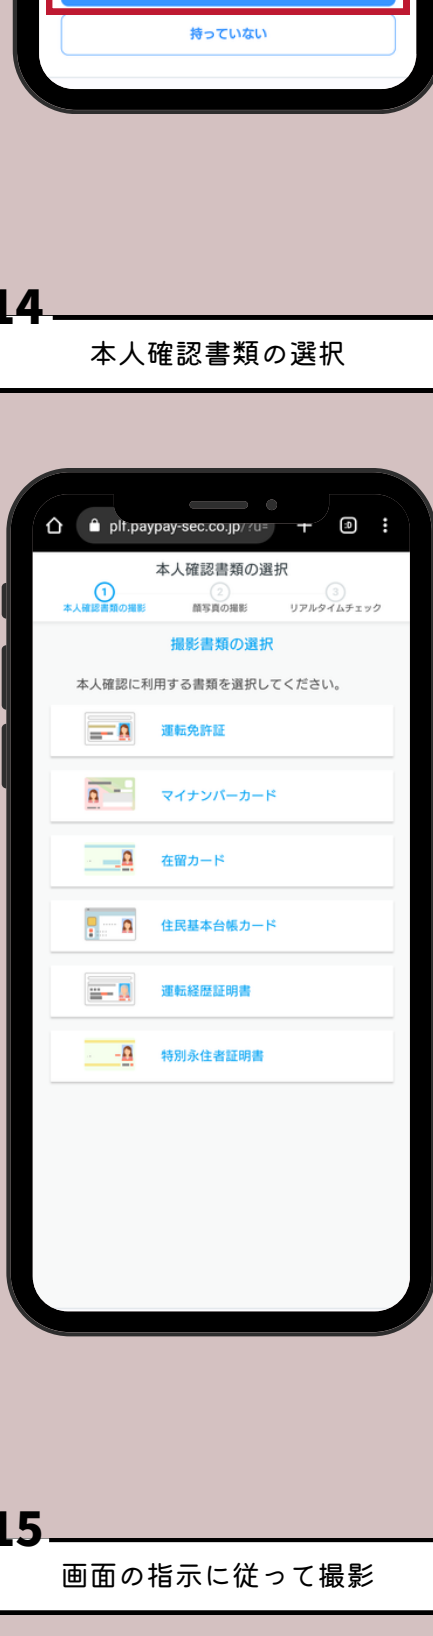 持っていない
14
本人確認書類の選択
plf.paypay-sec.co.jp/?u=
本人確認書類の選択
1 2 3
本人確認書類の撮影 顔写真の撮影 リアルタイムチェック
撮影書類の選択
本人確認に利用する書類を選択してください。
運転免許証
マイナンバーカード
在留カード
住民基本台帳カード
運転経歴証明書
特別永住者証明書
15
画面の指示に従って撮影